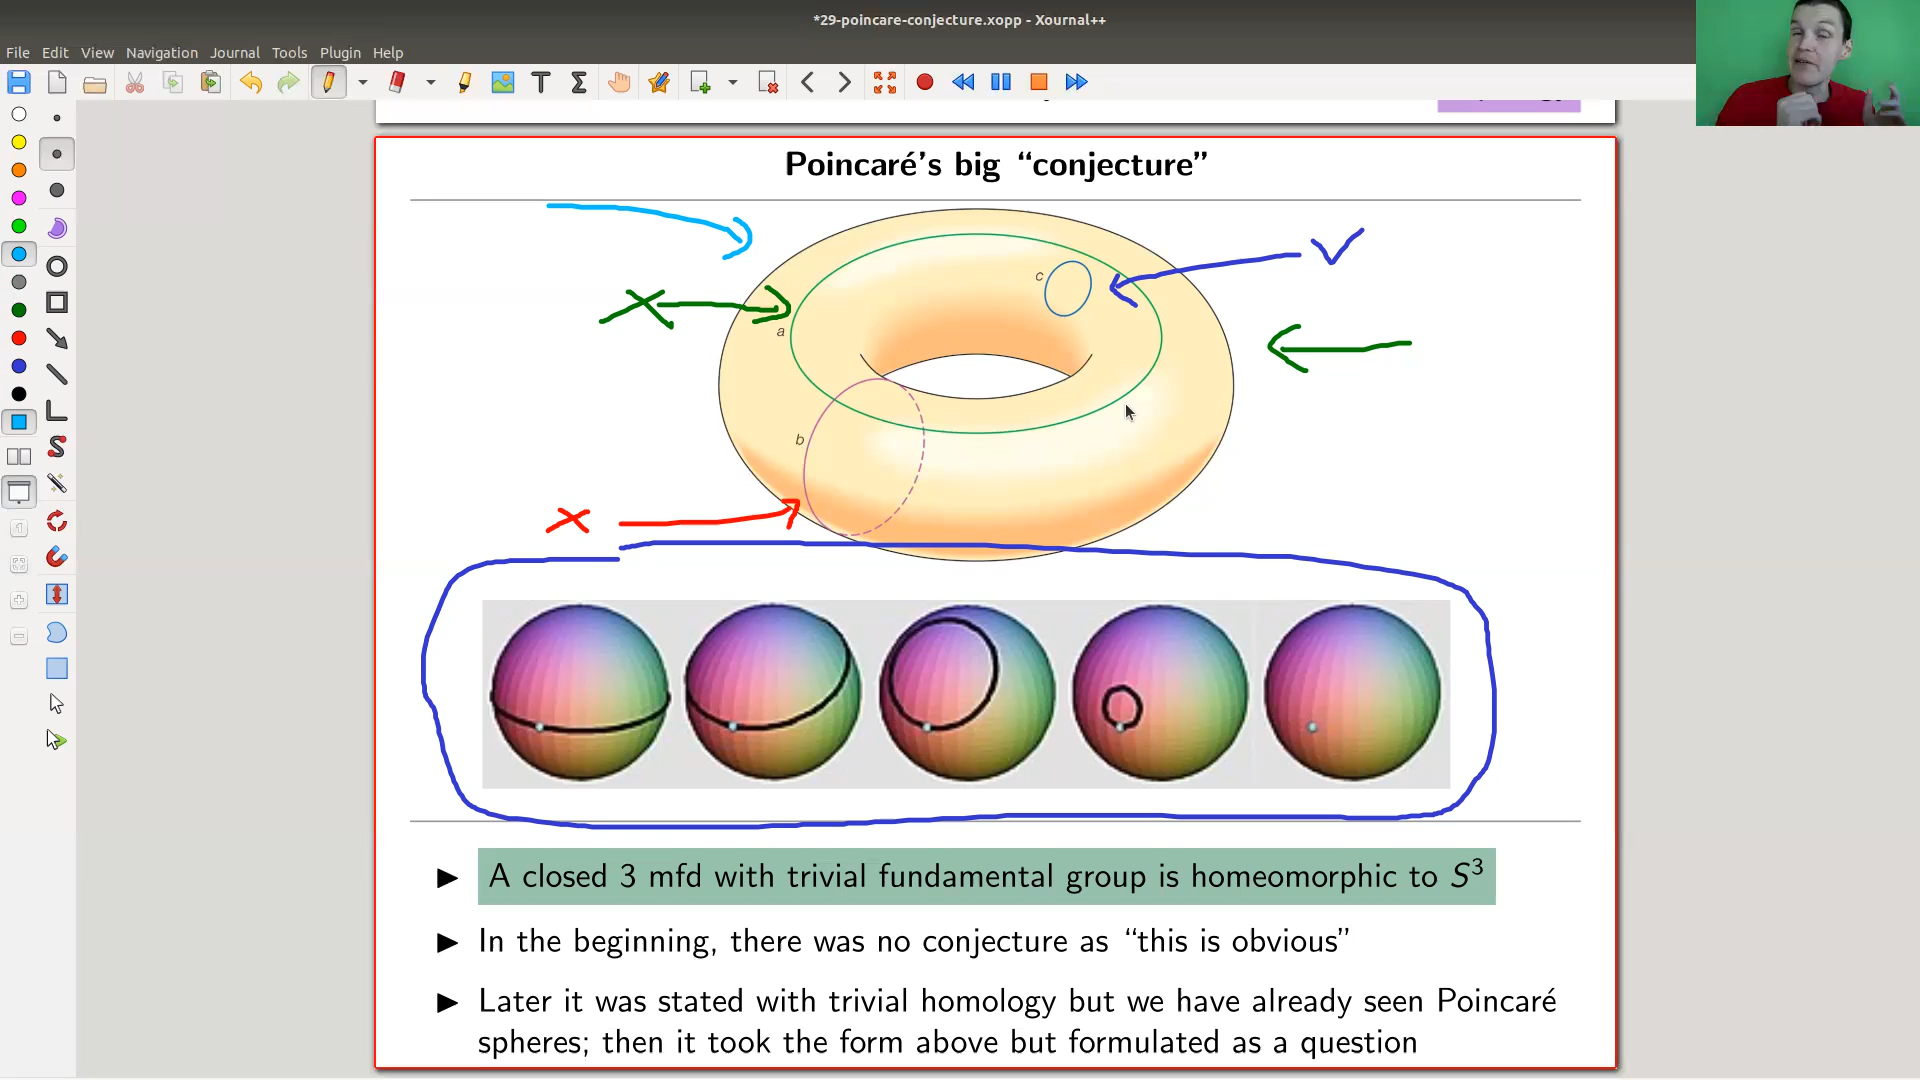 *29-poincare-conjecture.xopp - Xournal++
File Edit View Navigation Journal Tools Plugin Help
Poincaré’s big “conjecture”
c
a
b
▶ A closed 3 mfd with trivial fundamental group is homeomorphic to S³
▶ In the beginning, there was no conjecture as “this is obvious”
▶ Later it was stated with trivial homology but we have already seen Poincaré
spheres; then it took the form above but formulated as a question